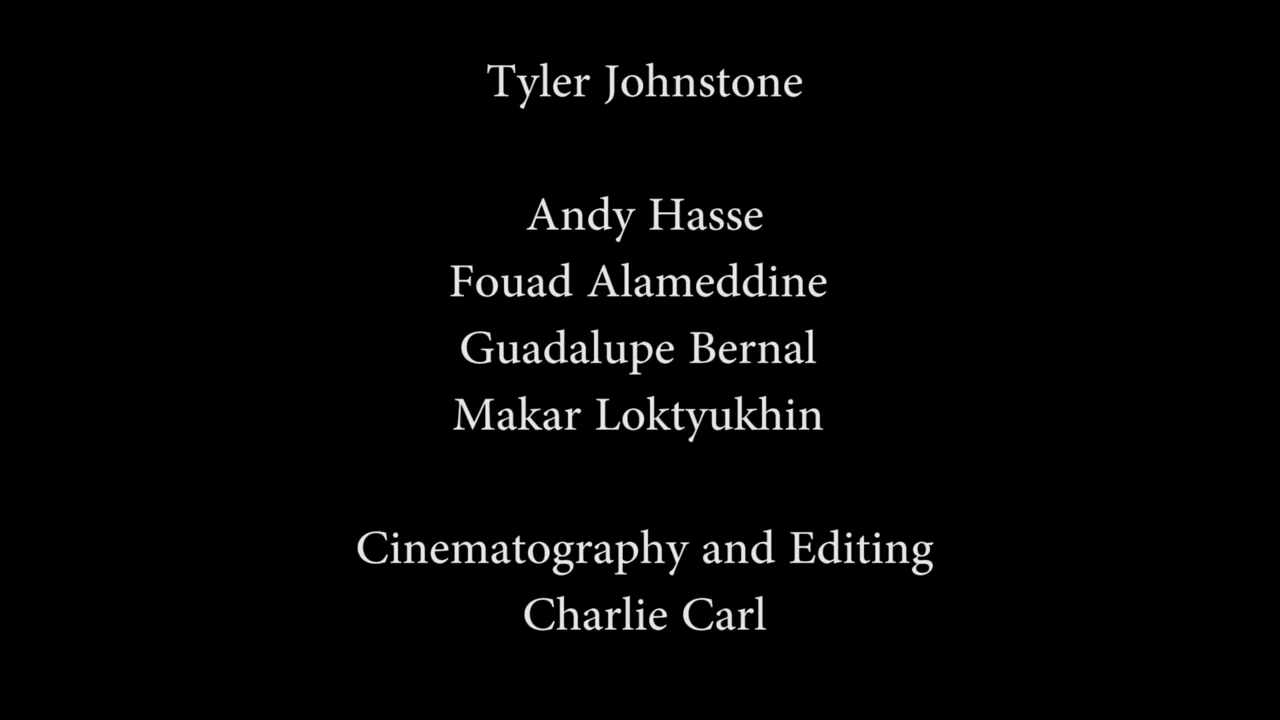 Tyler Johnstone
Andy Hasse
Fouad Alameddine
Guadalupe Bernal
Makar Loktyukhin
Cinematography and Editing
Charlie Carl